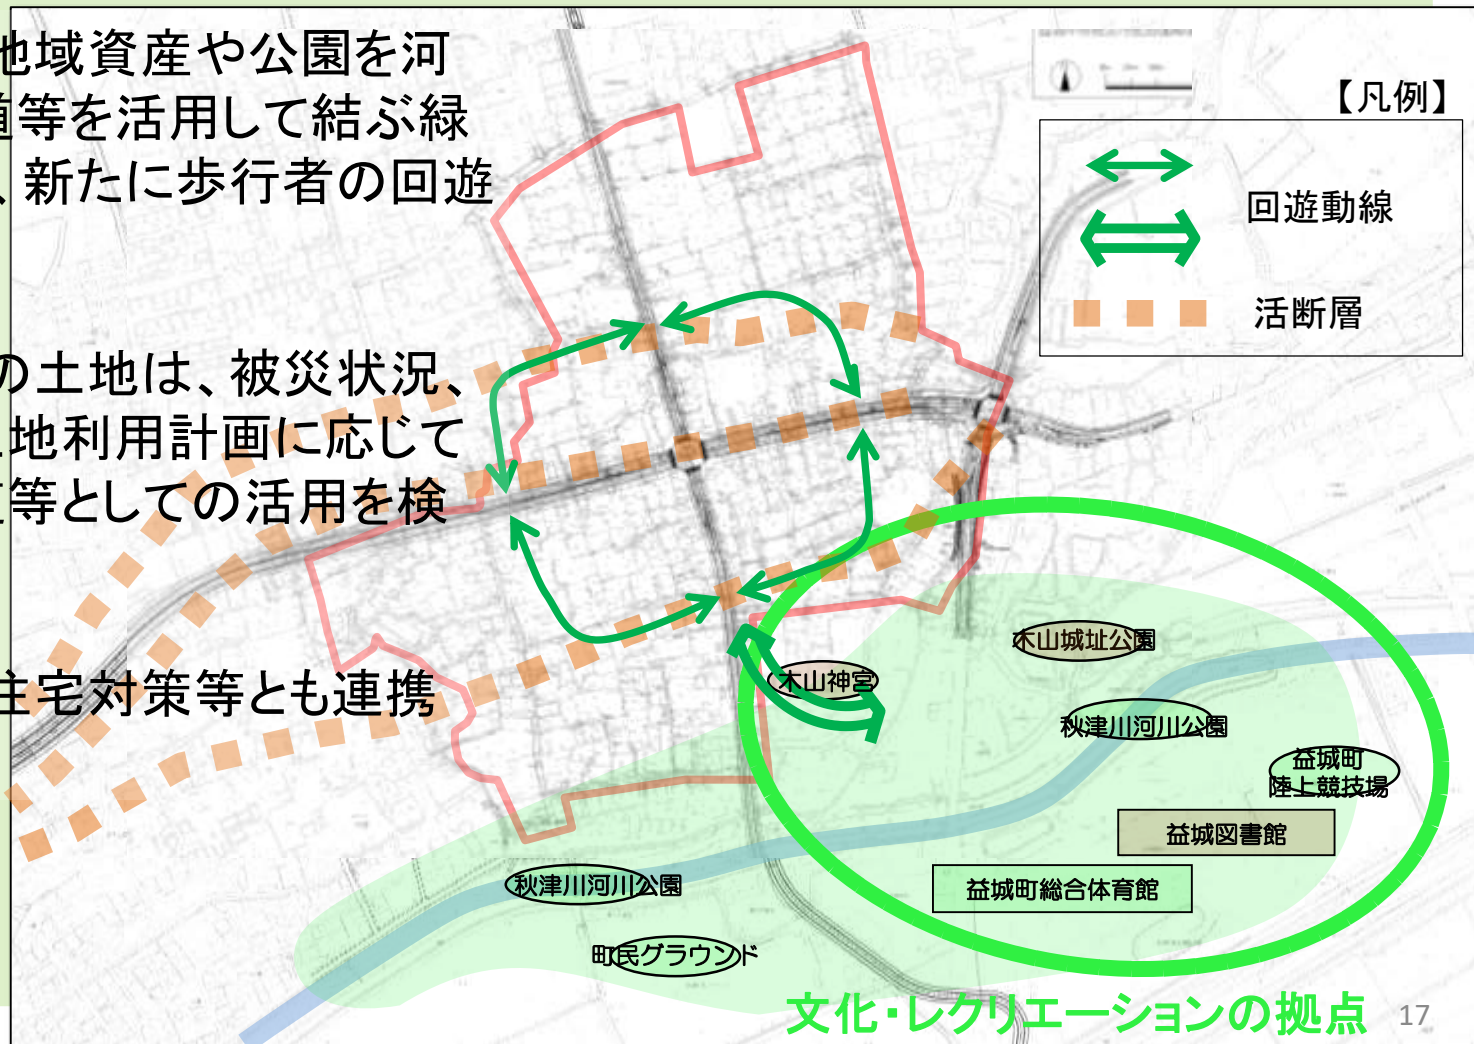 地域資産や公園を河
道等を活用して結ぶ緑
、新たに歩行者の回遊
の土地は、被災状況、
土地利用計画に応じて
等としての活用を検
住宅対策等とも連携
【凡例】
回遊動線
活断層
木山城址公園
木山神宮
秋津川河川公園
益城町
陸上競技場
益城図書館
益城町総合体育館
秋津川河川公園
町民グラウンド
文化・レクリエーションの拠点
17